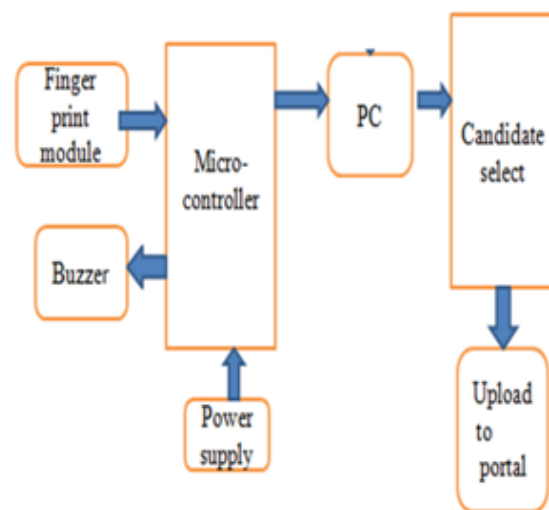 Finger
print
module
Micro-
controller
PC
Candidate
select
Buzzer
Power
supply
Upload
to
portal